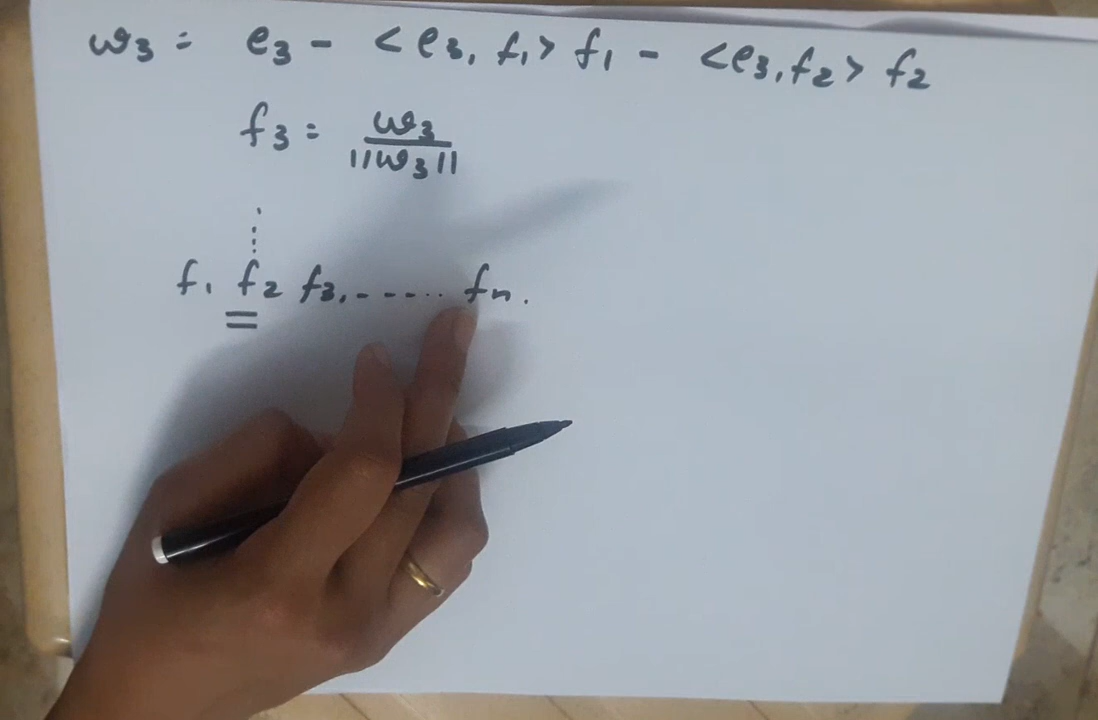 w3 = e3 - <e3, f1> f1 - <e3, f2> f2
f3 = w3 / ||w3||
f1 f2 f3, - - - ... fn.